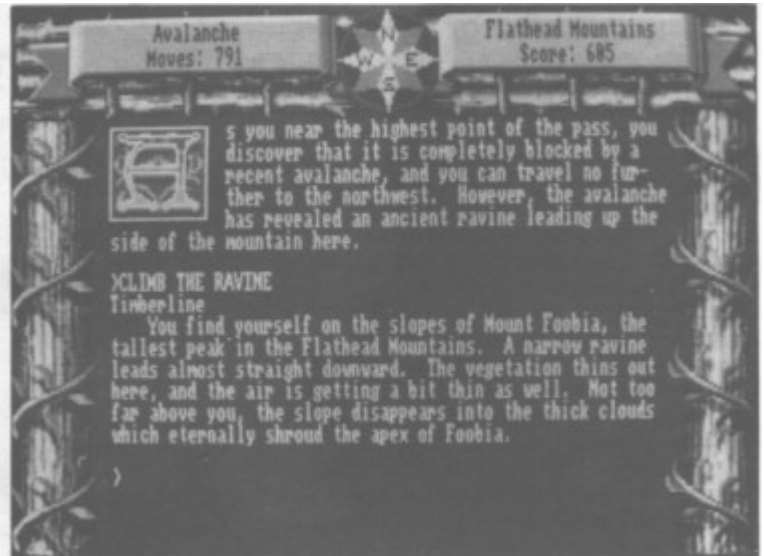 Avalanche
Moves: 791
N
W E
S
Flathead Mountains
Score: 605
As you near the highest point of the pass, you
discover that it is completely blocked by a
recent avalanche, and you can travel no fur-
ther to the northwest. However, the avalanche
has revealed an ancient ravine leading up the
side of the mountain here.
>CLIMB THE RAVINE
Timberline
You find yourself on the slopes of Mount Foobia, the
tallest peak in the Flathead Mountains. A narrow ravine
leads almost straight downward. The vegetation thins out
here, and the air is getting a bit thin as well. Not too
far above you, the slope disappears into the thick clouds
which eternally shroud the apex of Foobia.
>